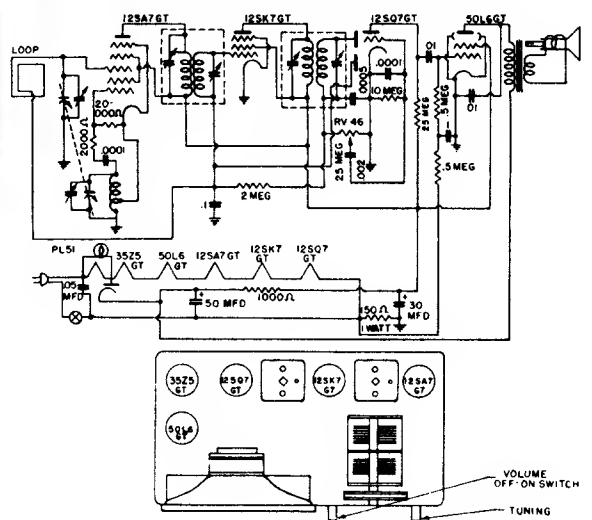 12SA7GT 12SK7GT 12SQ7GT 50L6GT
LOOP
.01
.0005
.0001
10 MEG
20-
000Ω
2000Ω
.0001
RV 46
.25 MEG
.002
.25 MEG
.5 MEG
.01
.5 MEG
2 MEG
.1
PL51
35Z5
GT
50L6
GT
12SA7GT
12SK7
GT
12SQ7
GT
.05
MFD
50 MFD
1000Ω
150Ω
1 WATT
30
MFD
35Z5
GT
12SQ7
GT
12SK7
GT
12SA7
GT
50L6
GT
VOLUME
OFF-ON SWITCH
TUNING